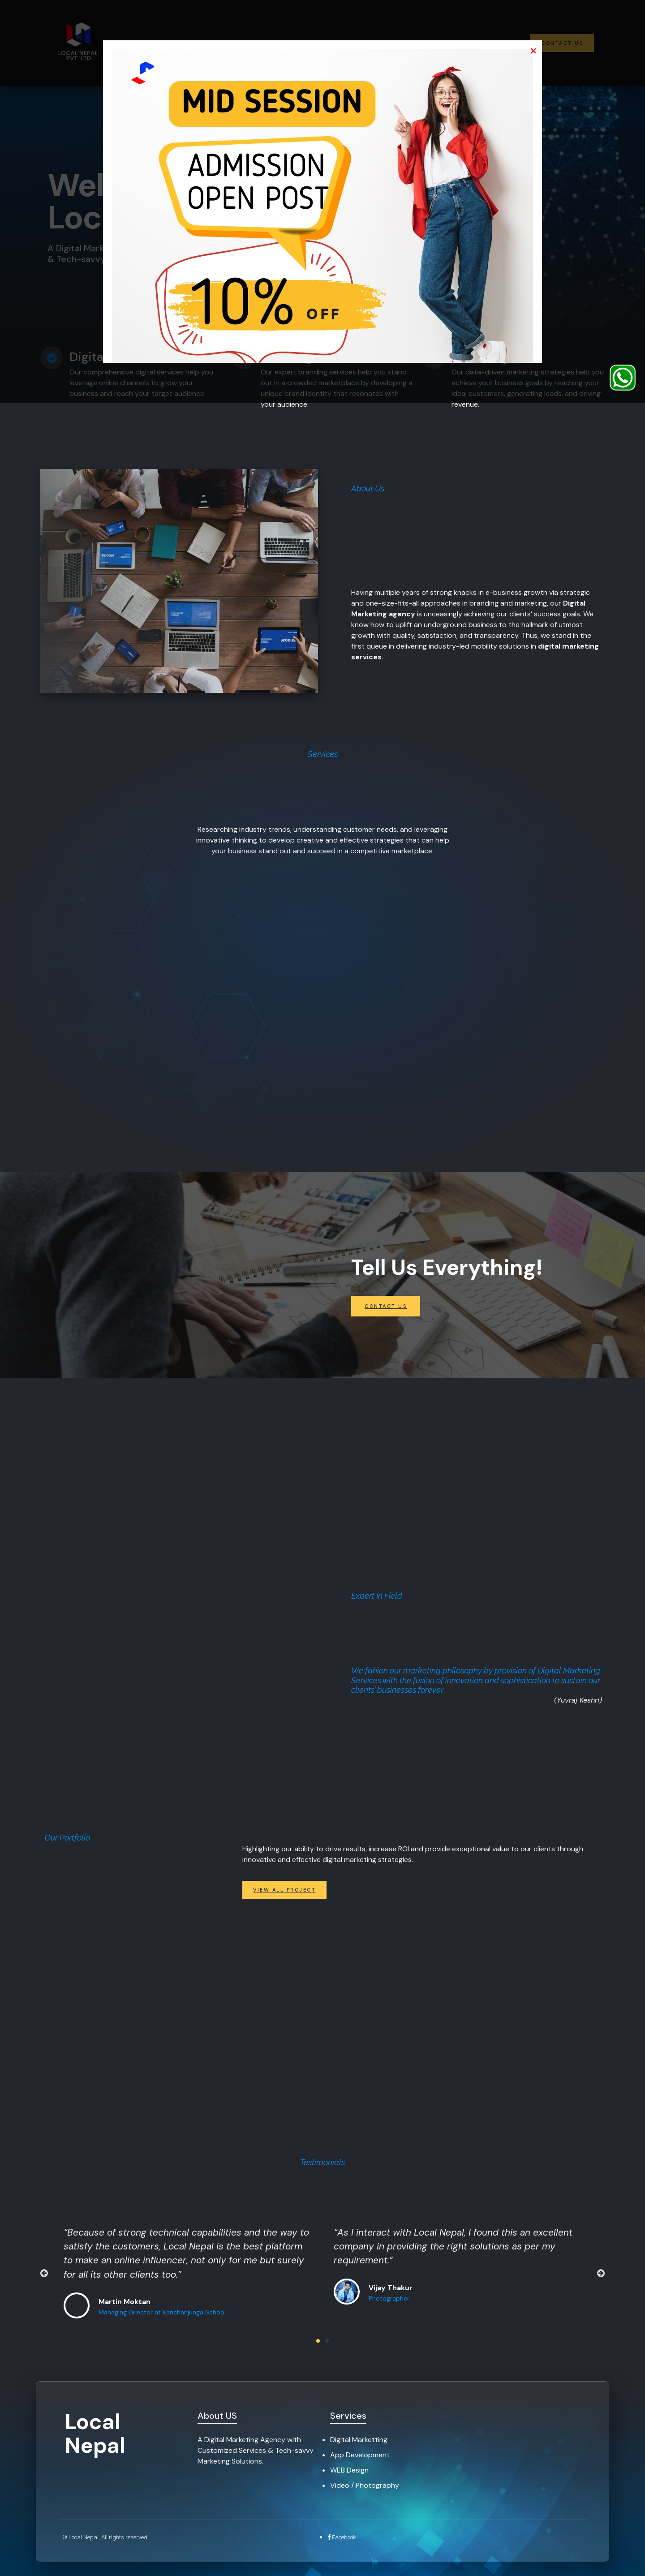 LOCAL NEPAL
PVT. LTD
CONTACT US
×
MID SESSION
ADMISSION
OPEN POST
10% OFF
Wel
Loc
A Digital Mark
& Tech-savvy
Digita
Our comprehensive digital services help you
leverage online channels to grow your
business and reach your target audience.
Our expert branding services help you stand
out in a crowded marketplace by developing a
unique brand identity that resonates with
your audience.
Our data-driven marketing strategies help you
achieve your business goals by reaching your
ideal customers, generating leads, and driving
revenue.
About Us
Having multiple years of strong knacks in e-business growth via strategic
and one-size-fits-all approaches in branding and marketing, our Digital
Marketing agency is unceasingly achieving our clients’ success goals. We
know how to uplift an underground business to the hallmark of utmost
growth with quality, satisfaction, and transparency. Thus, we stand in the
first queue in delivering industry-led mobility solutions in digital marketing
services.
Services
Researching industry trends, understanding customer needs, and leveraging
innovative thinking to develop creative and effective strategies that can help
your business stand out and succeed in a competitive marketplace.
Tell Us Everything!
CONTACT US
Expert In Field
We fahion our marketing philosophy by provision of Digital Marketing
Services with the fusion of innovation and sophistication to sustain our
clients’ businesses forever.
(Yuvraj Keshri)
Our Portfolio
Highlighting our ability to drive results, increase ROI and provide exceptional value to our clients through
innovative and effective digital marketing strategies.
VIEW ALL PROJECT
Testimonials
“Because of strong technical capabilities and the way to
satisfy the customers, Local Nepal is the best platform
to make an online influencer, not only for me but surely
for all its other clients too.”
Martin Moktan
Managing Director at Kanchanjunga School
“As I interact with Local Nepal, I found this an excellent
company in providing the right solutions as per my
requirement.”
Vijay Thakur
Photographer
Local
Nepal
About US
A Digital Marketing Agency with
Customized Services & Tech-savvy
Marketing Solutions.
Services
Digital Marketting
App Development
WEB Design
Video / Photography
© Local Nepal, All rights reserved.
Facebook